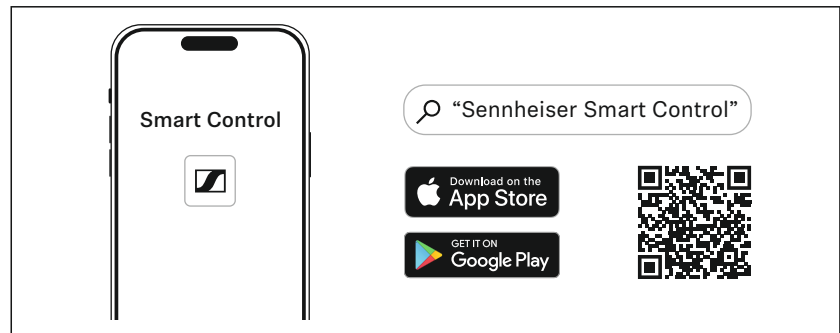 Smart Control
“Sennheiser Smart Control”
Download on the
App Store
GET IT ON
Google Play